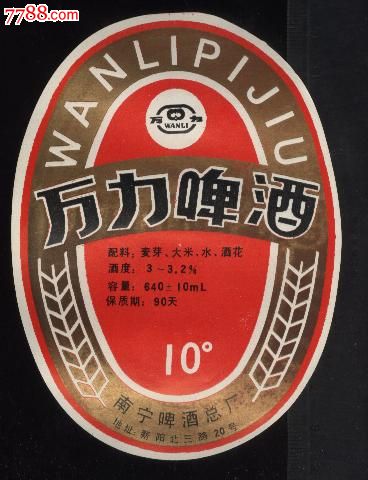 7788.com
WANLIPIJIU
万力
WANLI
万力啤酒
配料：麦芽、大米、水、酒花
酒度：3～3.2%
容量：640±10mL
保质期：90天
10°
南宁啤酒总厂
地址：新阳北三路20号